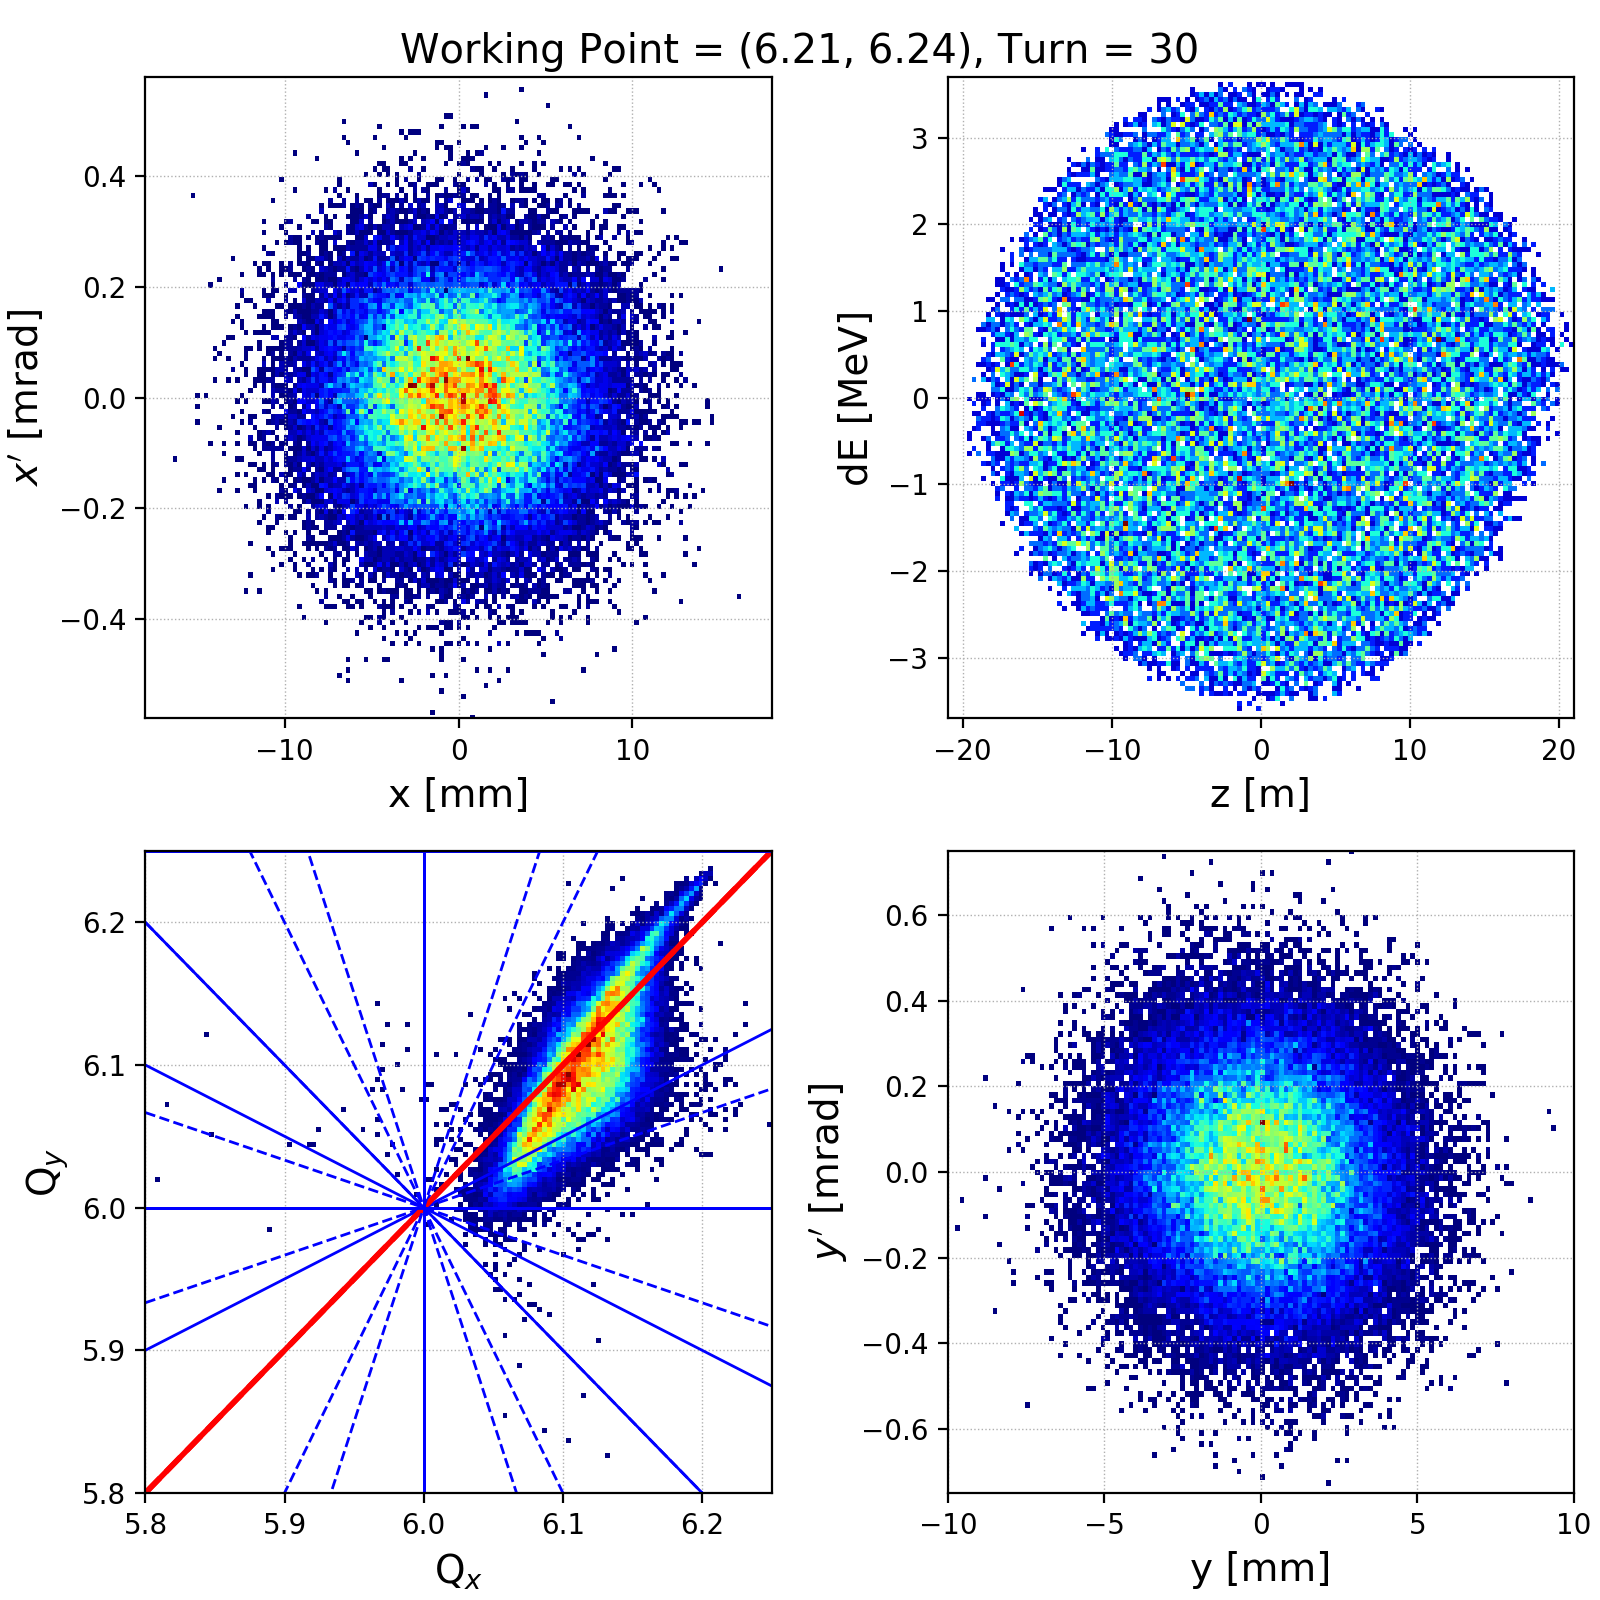 Working Point = (6.21, 6.24), Turn = 30
0.4
0.2
0.0
−0.2
−0.4
x′ [mrad]
−10 0 10
x [mm]
3
2
1
0
−1
−2
−3
dE [MeV]
−20 −10 0 10 20
z [m]
6.2
6.1
6.0
5.9
5.8
Qy
5.8 5.9 6.0 6.1 6.2
Qx
0.6
0.4
0.2
0.0
−0.2
−0.4
−0.6
y′ [mrad]
−10 −5 0 5 10
y [mm]